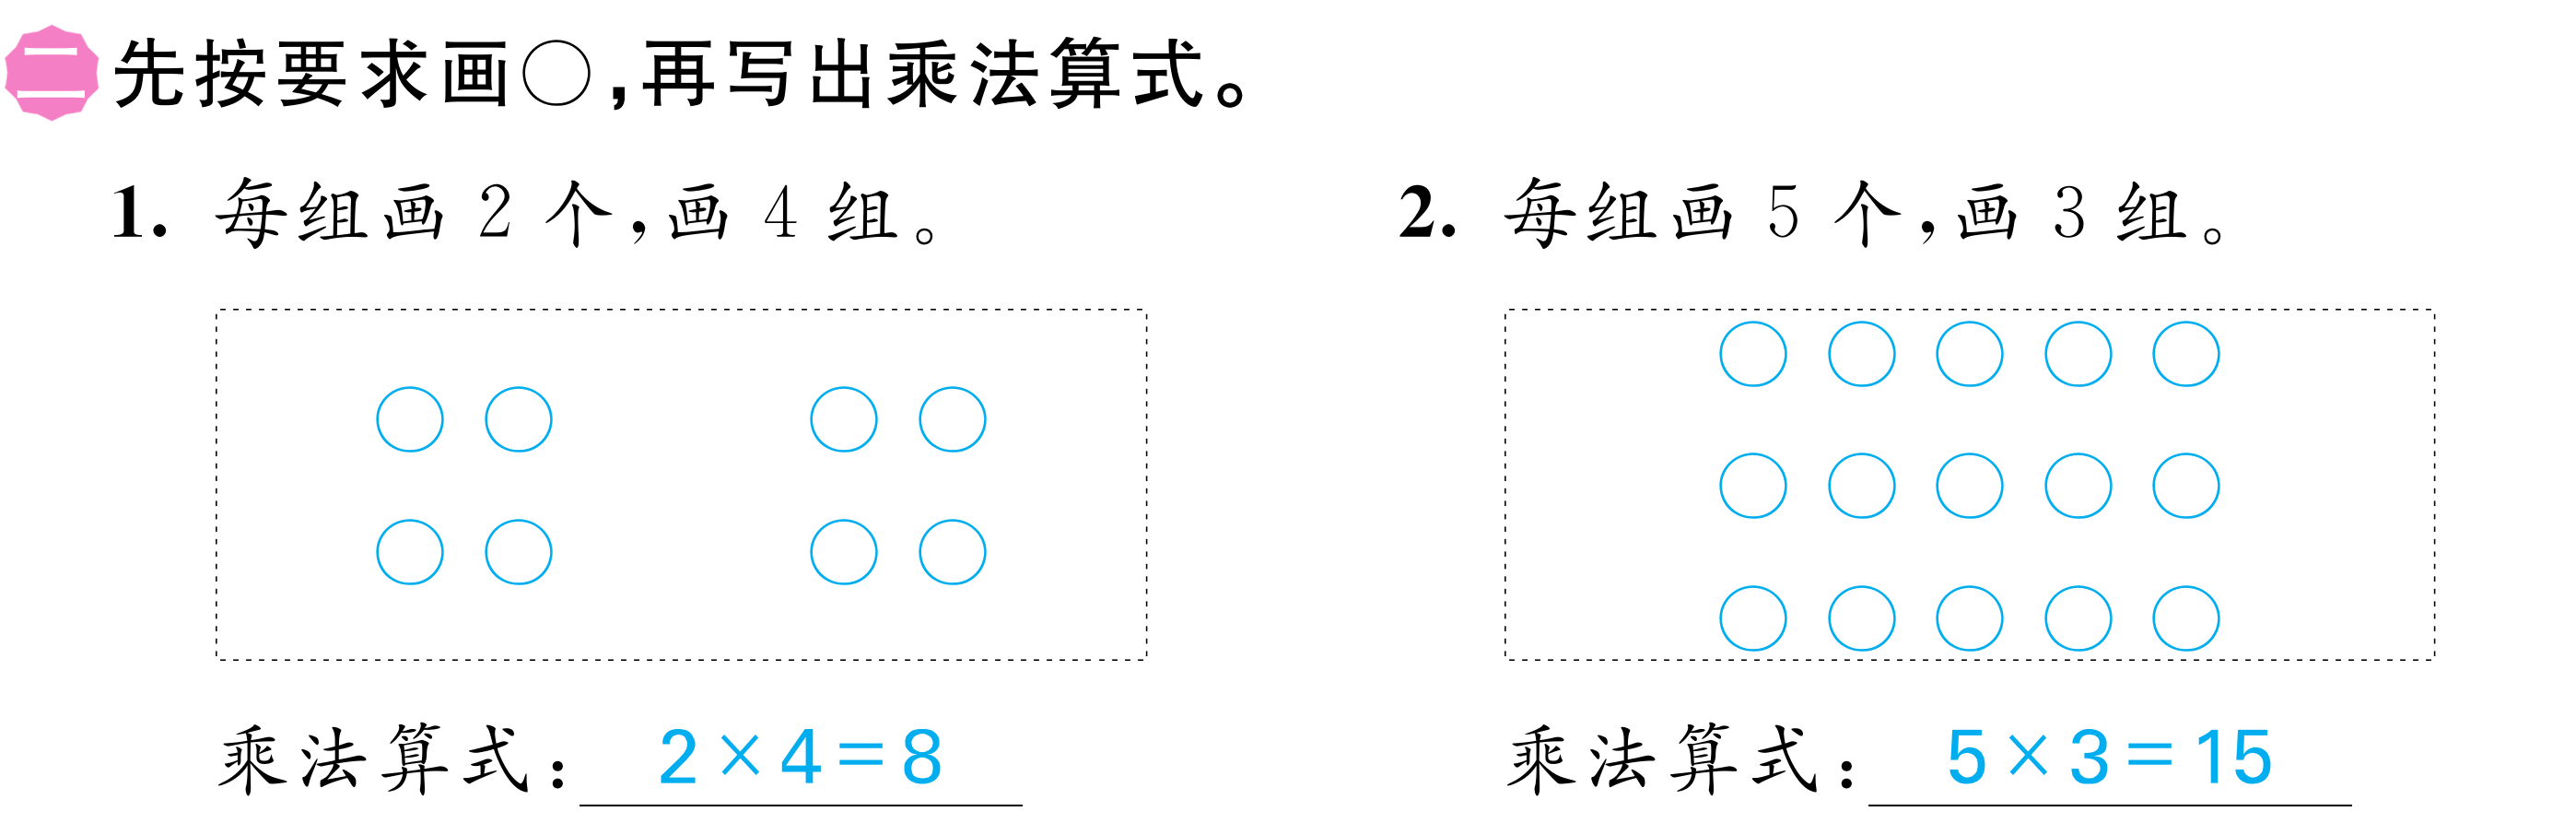 二 先按要求画○,再写出乘法算式。
1. 每组画 2 个,画 4 组。
2. 每组画 5 个,画 3 组。
乘法算式: 2×4=8
乘法算式: 5×3=15